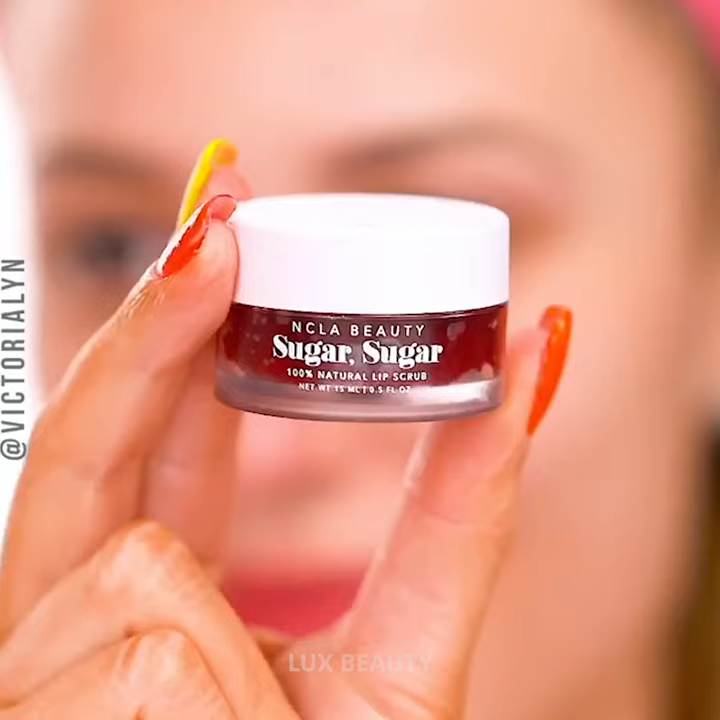 @VICTORIALYN
NCLA BEAUTY
Sugar, Sugar
100% NATURAL LIP SCRUB
NET WT 15 ML | 0.5 FL OZ
LUX BEAUTY